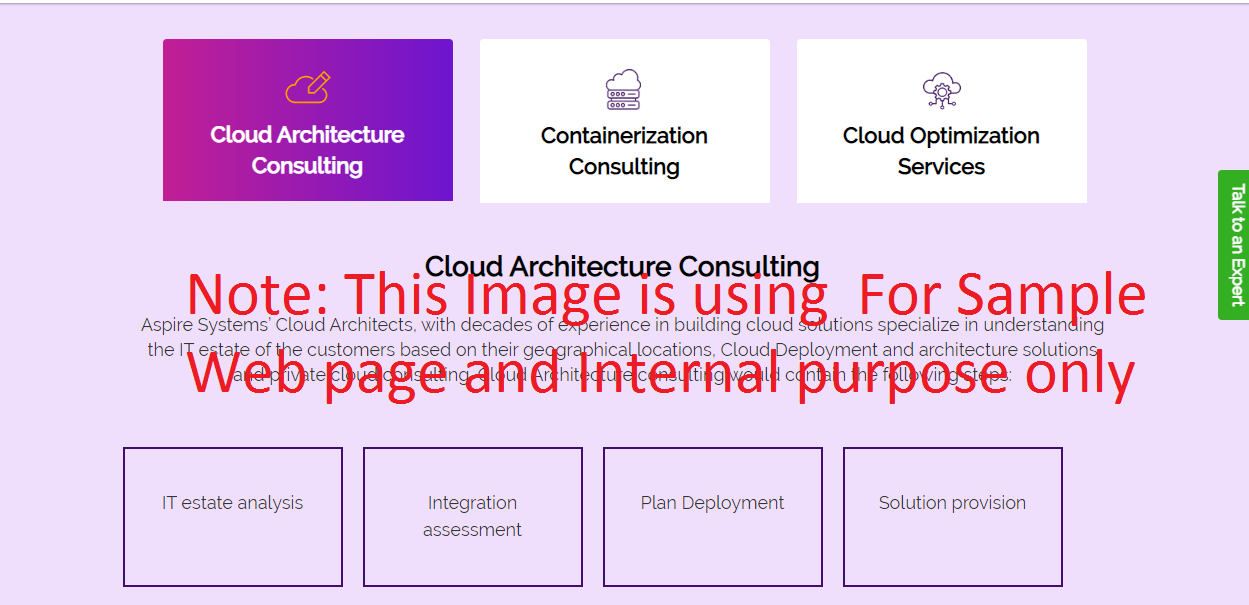 Cloud Architecture
Consulting
Containerization
Consulting
Cloud Optimization
Services
Talk to an Expert
Cloud Architecture Consulting
Note: This Image is using For Sample
Aspire Systems' Cloud Architects, with decades of experience in building cloud solutions specialize in understanding
the IT estate of the customers based on their geographical locations, Cloud Deployment and architecture solutions
Web page and Internal purpose only
and private cloud consulting. Cloud Architecture consulting would contain the following steps:
IT estate analysis
Integration
assessment
Plan Deployment
Solution provision